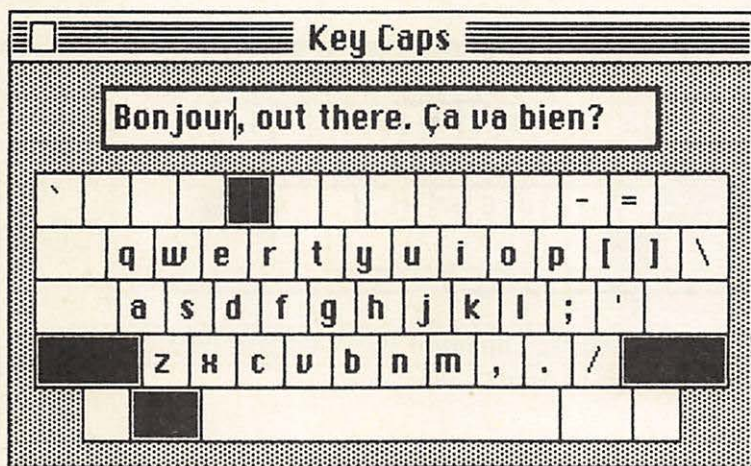 Key Caps
Bonjour, out there. Ça va bien?
` - =
q w e r t y u i o p [ ] \
a s d f g h j k l ; '
z x c v b n m , . /